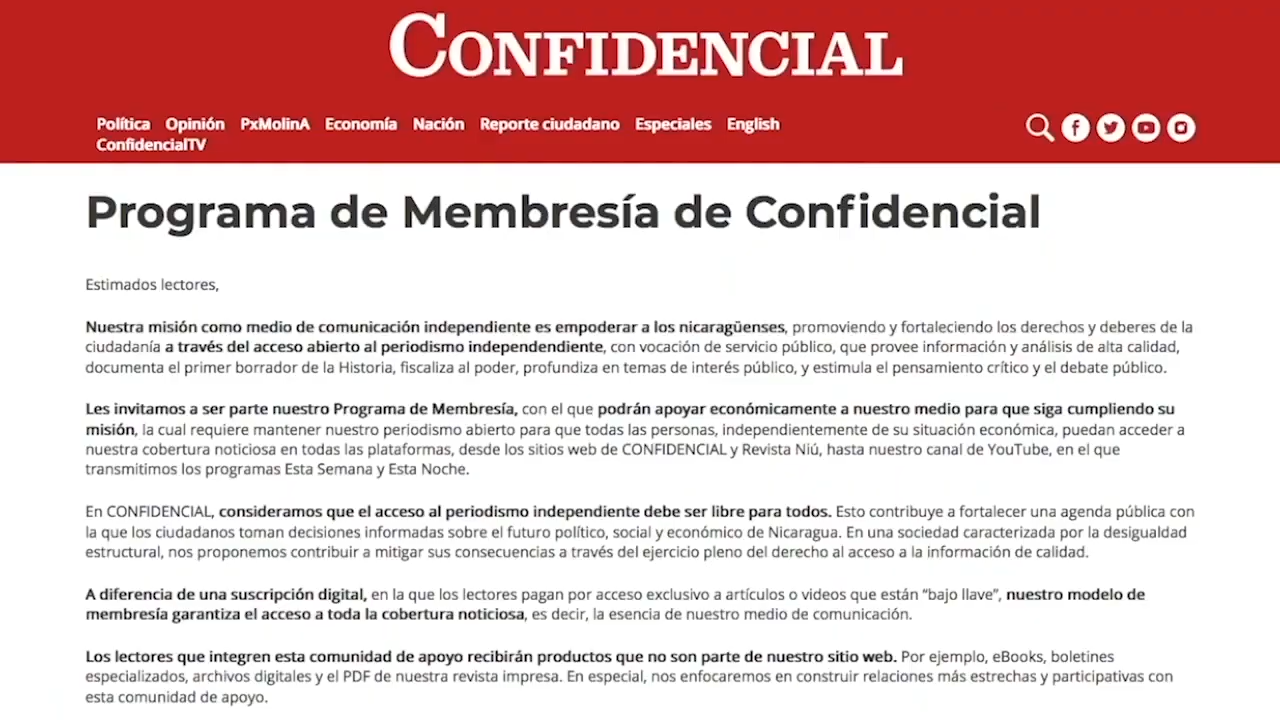 CONFIDENCIAL
Política Opinión PxMolinA Economía Nación Reporte ciudadano Especiales English
ConfidencialTV
Programa de Membresía de Confidencial
Estimados lectores,
Nuestra misión como medio de comunicación independiente es empoderar a los nicaragüenses, promoviendo y fortaleciendo los derechos y deberes de la
ciudadanía a través del acceso abierto al periodismo independendiente, con vocación de servicio público, que provee información y análisis de alta calidad,
documenta el primer borrador de la Historia, fiscaliza al poder, profundiza en temas de interés público, y estimula el pensamiento crítico y el debate público.
Les invitamos a ser parte nuestro Programa de Membresía, con el que podrán apoyar económicamente a nuestro medio para que siga cumpliendo su
misión, la cual requiere mantener nuestro periodismo abierto para que todas las personas, independientemente de su situación económica, puedan acceder a
nuestra cobertura noticiosa en todas las plataformas, desde los sitios web de CONFIDENCIAL y Revista Niú, hasta nuestro canal de YouTube, en el que
transmitimos los programas Esta Semana y Esta Noche.
En CONFIDENCIAL, consideramos que el acceso al periodismo independiente debe ser libre para todos. Esto contribuye a fortalecer una agenda pública con
la que los ciudadanos toman decisiones informadas sobre el futuro político, social y económico de Nicaragua. En una sociedad caracterizada por la desigualdad
estructural, nos proponemos contribuir a mitigar sus consecuencias a través del ejercicio pleno del derecho al acceso a la información de calidad.
A diferencia de una suscripción digital, en la que los lectores pagan por acceso exclusivo a artículos o videos que están “bajo llave”, nuestro modelo de
membresía garantiza el acceso a toda la cobertura noticiosa, es decir, la esencia de nuestro medio de comunicación.
Los lectores que integren esta comunidad de apoyo recibirán productos que no son parte de nuestro sitio web. Por ejemplo, eBooks, boletines
especializados, archivos digitales y el PDF de nuestra revista impresa. En especial, nos enfocaremos en construir relaciones más estrechas y participativas con
esta comunidad de apoyo.